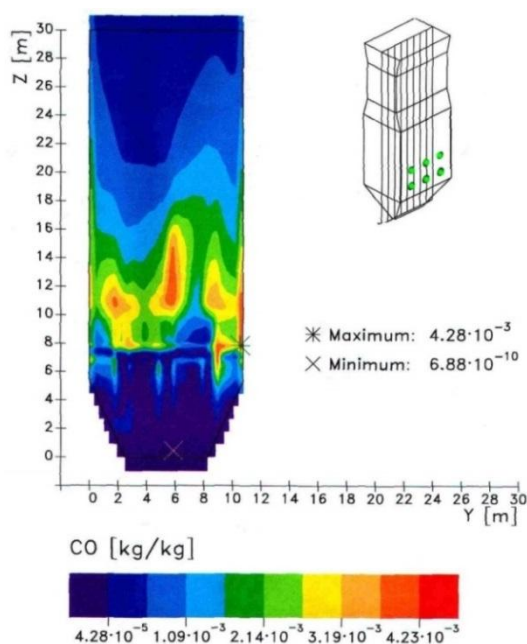 Z [m]
30
28
26
24
22
20
18
16
14
12
10
8
6
4
2
0
Maximum: 4.28·10⁻³
Minimum: 6.88·10⁻¹⁰
0 2 4 6 8 10 12 14 16 18 20 22 24 26 28 30
Y [m]
CO [kg/kg]
4.28·10⁻⁵ 1.09·10⁻³ 2.14·10⁻³ 3.19·10⁻³ 4.23·10⁻³